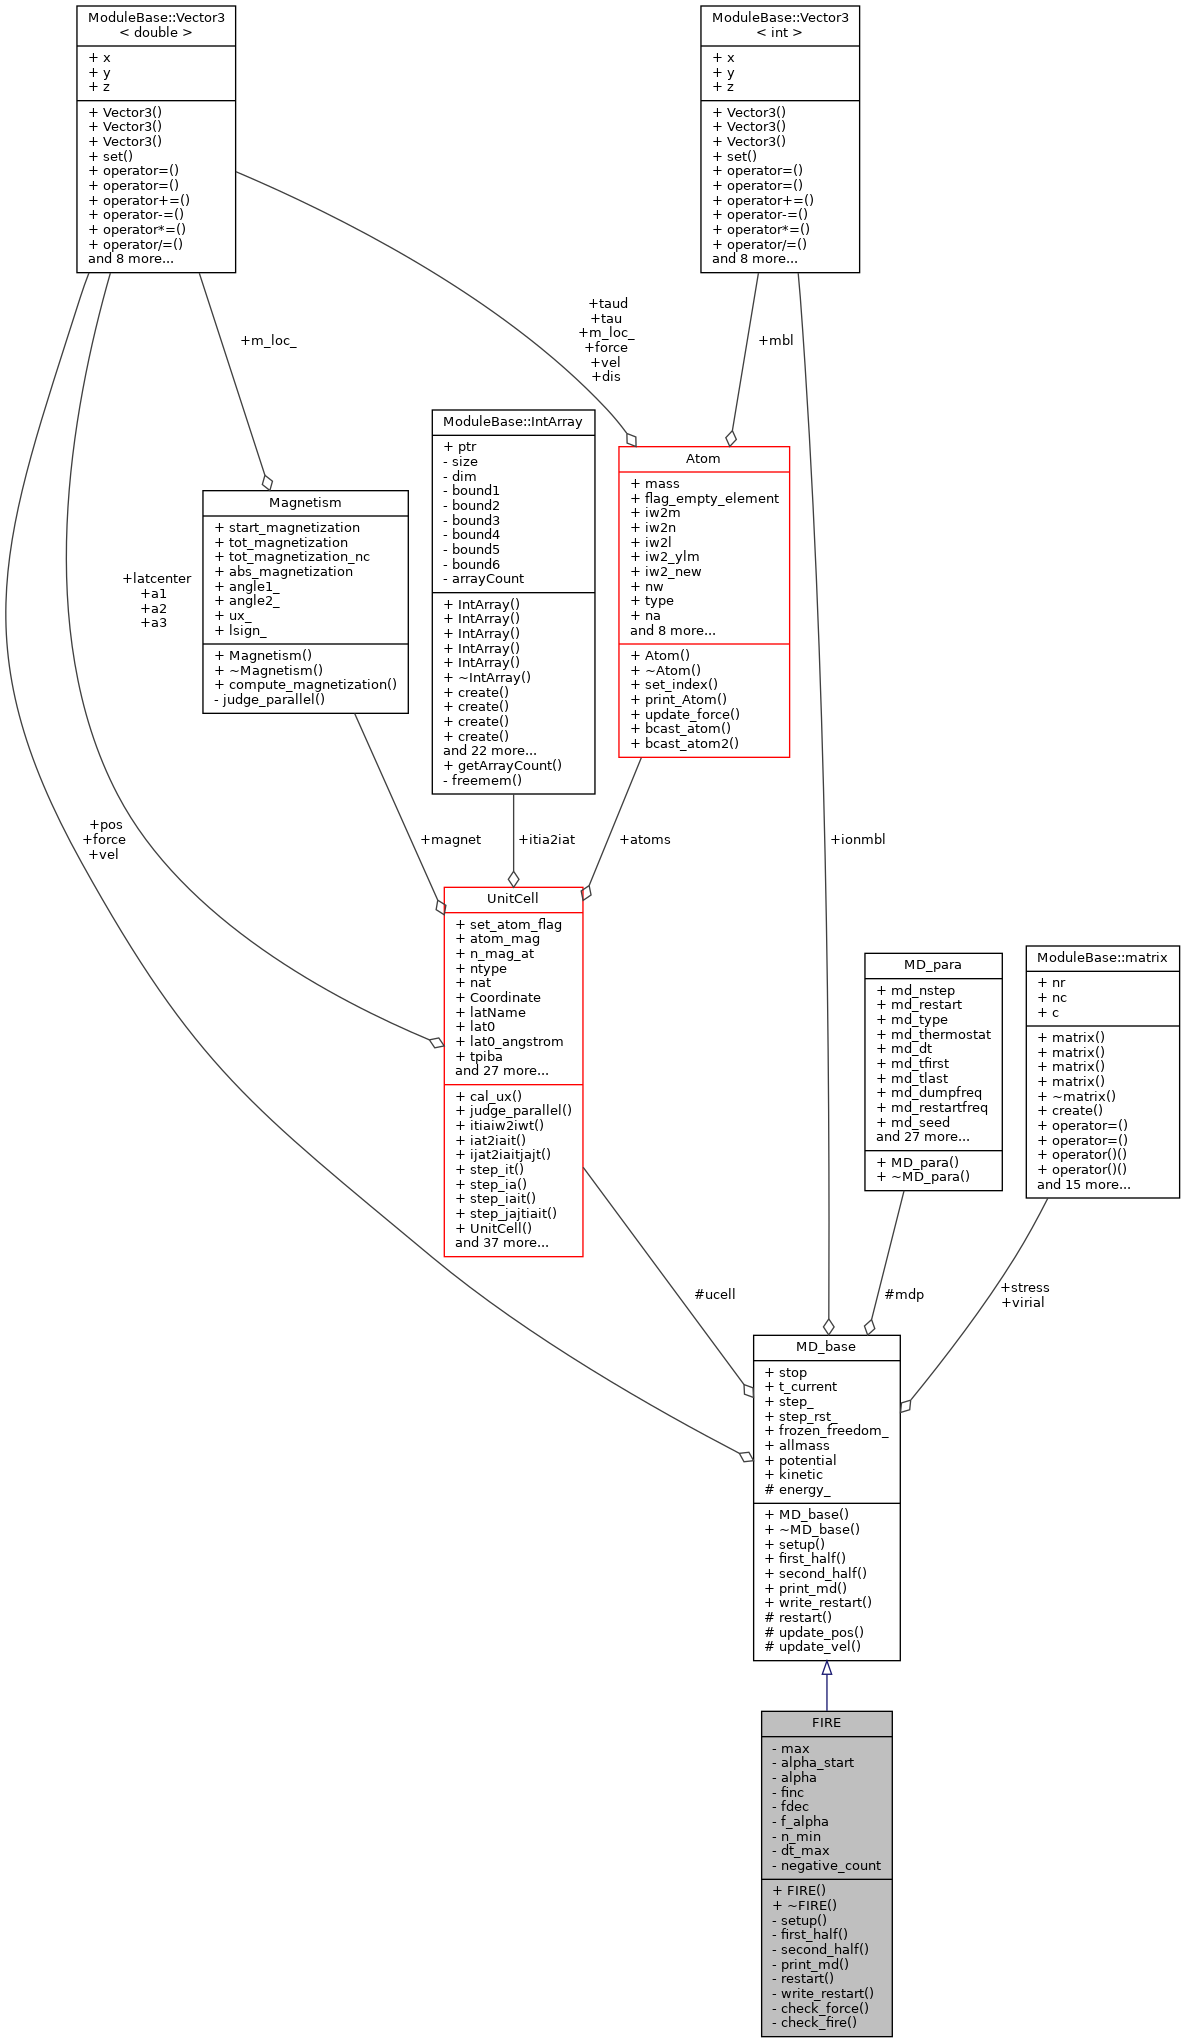 ModuleBase::Vector3
< double >
+ x
+ y
+ z
+ Vector3()
+ Vector3()
+ Vector3()
+ set()
+ operator=()
+ operator=()
+ operator+=()
+ operator-=()
+ operator*=()
+ operator/=()
and 8 more...
ModuleBase::Vector3
< int >
+ x
+ y
+ z
+ Vector3()
+ Vector3()
+ Vector3()
+ set()
+ operator=()
+ operator=()
+ operator+=()
+ operator-=()
+ operator*=()
+ operator/=()
and 8 more...
+taud
+tau
+m_loc_
+force
+vel
+dis
+m_loc_
+mbl
ModuleBase::IntArray
+ ptr
- size
- dim
- bound1
- bound2
- bound3
- bound4
- bound5
- bound6
- arrayCount
+ IntArray()
+ IntArray()
+ IntArray()
+ IntArray()
+ IntArray()
+ ~IntArray()
+ create()
+ create()
+ create()
+ create()
and 22 more...
+ getArrayCount()
- freemem()
Atom
+ mass
+ flag_empty_element
+ iw2m
+ iw2n
+ iw2l
+ iw2_ylm
+ iw2_new
+ nw
+ type
+ na
and 8 more...
+ Atom()
+ ~Atom()
+ set_index()
+ print_Atom()
+ update_force()
+ bcast_atom()
+ bcast_atom2()
Magnetism
+ start_magnetization
+ tot_magnetization
+ tot_magnetization_nc
+ abs_magnetization
+ angle1_
+ angle2_
+ ux_
+ lsign_
+ Magnetism()
+ ~Magnetism()
+ compute_magnetization()
- judge_parallel()
+latcenter
+a1
+a2
+a3
+pos
+force
+vel
+magnet
+itia2iat
+atoms
+ionmbl
UnitCell
+ set_atom_flag
+ atom_mag
+ n_mag_at
+ ntype
+ nat
+ Coordinate
+ latName
+ lat0
+ lat0_angstrom
+ tpiba
and 27 more...
+ cal_ux()
+ judge_parallel()
+ itiaiw2iwt()
+ iat2iait()
+ ijat2iaitjajt()
+ step_it()
+ step_ia()
+ step_iait()
+ step_jajtiait()
+ UnitCell()
and 37 more...
MD_para
+ md_nstep
+ md_restart
+ md_type
+ md_thermostat
+ md_dt
+ md_tfirst
+ md_tlast
+ md_dumpfreq
+ md_restartfreq
+ md_seed
and 27 more...
+ MD_para()
+ ~MD_para()
ModuleBase::matrix
+ nr
+ nc
+ c
+ matrix()
+ matrix()
+ matrix()
+ matrix()
+ ~matrix()
+ create()
+ operator=()
+ operator=()
+ operator()()
+ operator()()
and 15 more...
#ucell
#mdp
+stress
+virial
MD_base
+ stop
+ t_current
+ step_
+ step_rst_
+ frozen_freedom_
+ allmass
+ potential
+ kinetic
# energy_
+ MD_base()
+ ~MD_base()
+ setup()
+ first_half()
+ second_half()
+ print_md()
+ write_restart()
# restart()
# update_pos()
# update_vel()
FIRE
- max
- alpha_start
- alpha
- finc
- fdec
- f_alpha
- n_min
- dt_max
- negative_count
+ FIRE()
+ ~FIRE()
- setup()
- first_half()
- second_half()
- print_md()
- restart()
- write_restart()
- check_force()
- check_fire()